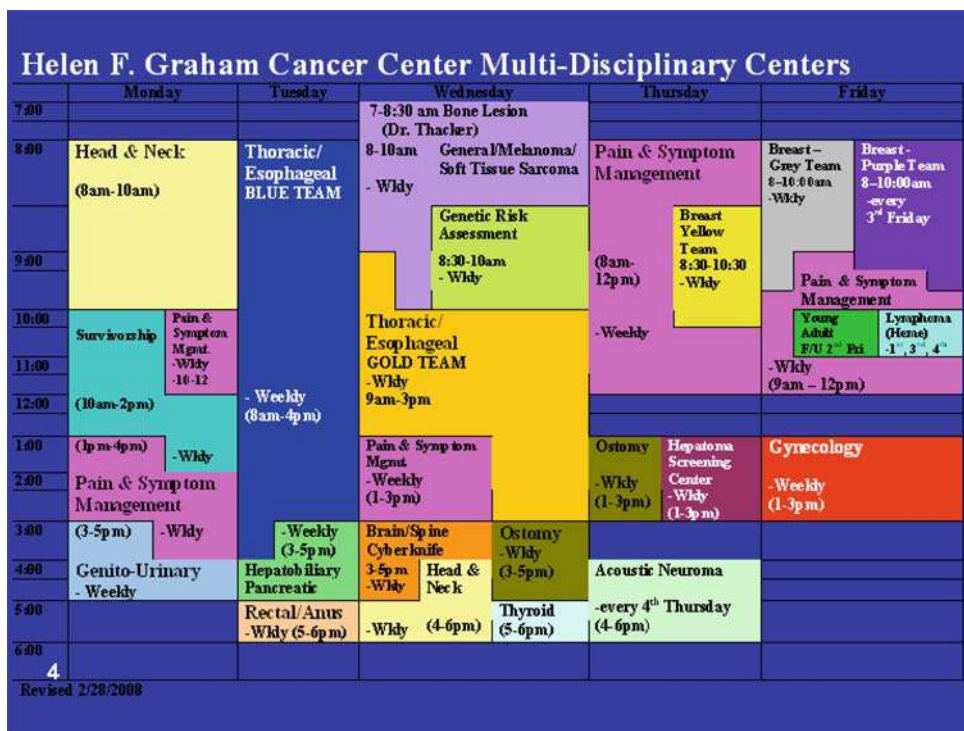 Helen F. Graham Cancer Center Multi-Disciplinary Centers
Monday Tuesday Wednesday Thursday Friday
7:00
8:00
9:00
10:00
11:00
12:00
1:00
2:00
3:00
4:00
5:00
6:00
Head & Neck
(8am-10am)
Survivorship
(10am-2pm)
-Wkly
Pain &
Symptom
Mgmt.
-Wkly
-10-12
(1pm-4pm)
Pain & Symptom
Management
-Wkly
(3-5pm)
Genito-Urinary
- Weekly
Thoracic/
Esophageal
BLUE TEAM
- Weekly
(8am-4pm)
-Weekly
(3-5pm)
Hepatobiliary
Pancreatic
Rectal/Anus
-Wkly (5-6pm)
7-8:30 am Bone Lesion
(Dr. Thacker)
8-10am General/Melanoma/
Soft Tissue Sarcoma
- Wkly
Genetic Risk
Assessment
8:30-10am
- Wkly
Thoracic/
Esophageal
GOLD TEAM
-Wkly
9am-3pm
Pain & Symptom
Mgmt.
-Weekly
(1-3pm)
Brain/Spine
Cyberknife
3-5pm
-Wkly
Ostomy
-Wkly
(3-5pm)
Head &
Neck
-Wkly (4-6pm)
Thyroid
(5-6pm)
Pain & Symptom
Management
(8am-
12pm)
-Weekly
Breast
Yellow
Team
8:30-10:30
-Wkly
Ostomy
-Wkly
(1-3pm)
Hepatoma
Screening
Center
-Wkly
(1-3pm)
Acoustic Neuroma
-every 4th Thursday
(4-6pm)
Breast –
Grey Team
8-10:00am
-Wkly
Breast -
Purple Team
8–10:00am
-every
3rd Friday
Pain & Symptom
Management
Young
Adult
F/U 2nd Fri
Lymphoma
(Heme)
-1st, 3rd, 4th
-Wkly
(9am – 12pm)
Gynecology
-Weekly
(1-3pm)
4
Revised 2/28/2008